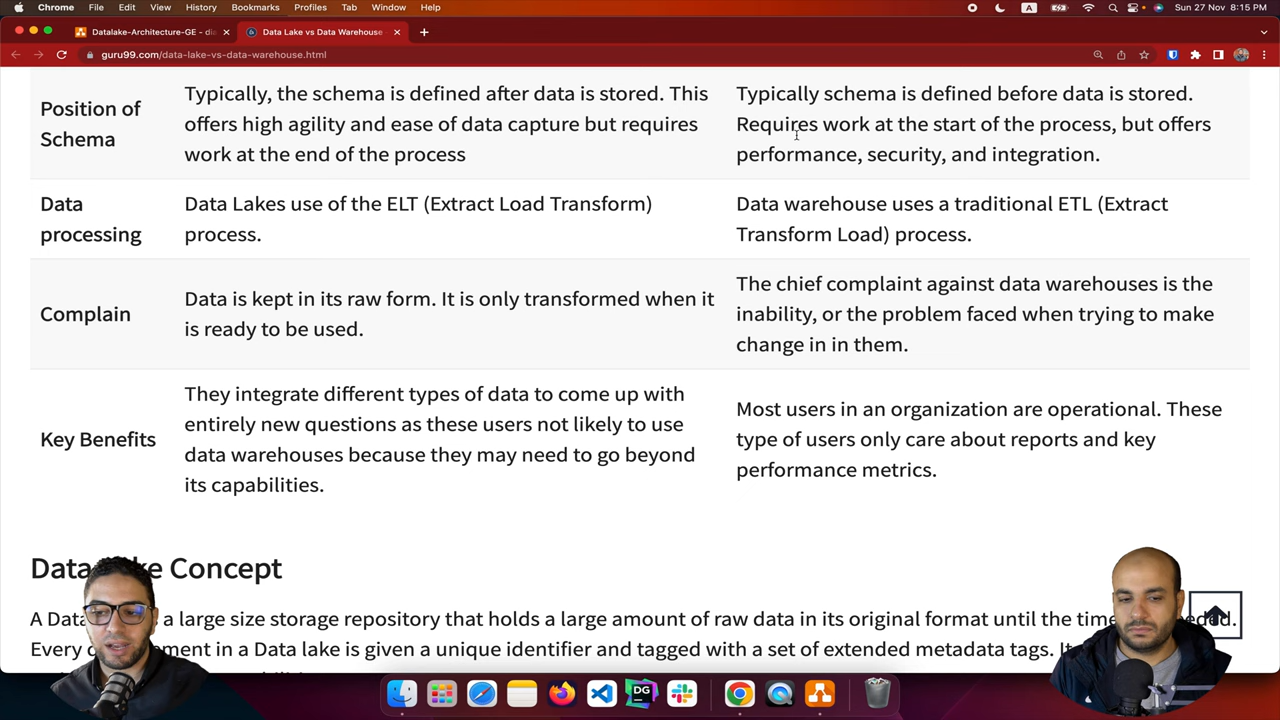 Chrome File Edit View History Bookmarks Profiles Tab Window Help
A Sun 27 Nov 8:15 PM
Datalake-Architecture-GE - dia
Data Lake vs Data Warehouse -
guru99.com/data-lake-vs-data-warehouse.html
Position of Schema
Typically, the schema is defined after data is stored. This
offers high agility and ease of data capture but requires
work at the end of the process
Typically schema is defined before data is stored.
Requires work at the start of the process, but offers
performance, security, and integration.
Data
processing
Data Lakes use of the ELT (Extract Load Transform)
process.
Data warehouse uses a traditional ETL (Extract
Transform Load) process.
Complain
Data is kept in its raw form. It is only transformed when it
is ready to be used.
The chief complaint against data warehouses is the
inability, or the problem faced when trying to make
change in in them.
Key Benefits
They integrate different types of data to come up with
entirely new questions as these users not likely to use
data warehouses because they may need to go beyond
its capabilities.
Most users in an organization are operational. These
type of users only care about reports and key
performance metrics.
Data Concept
A Data a large size storage repository that holds a large amount of raw data in its original format until the time
Every in a Data lake is given a unique identifier and tagged with a set of extended metadata tags.
DG